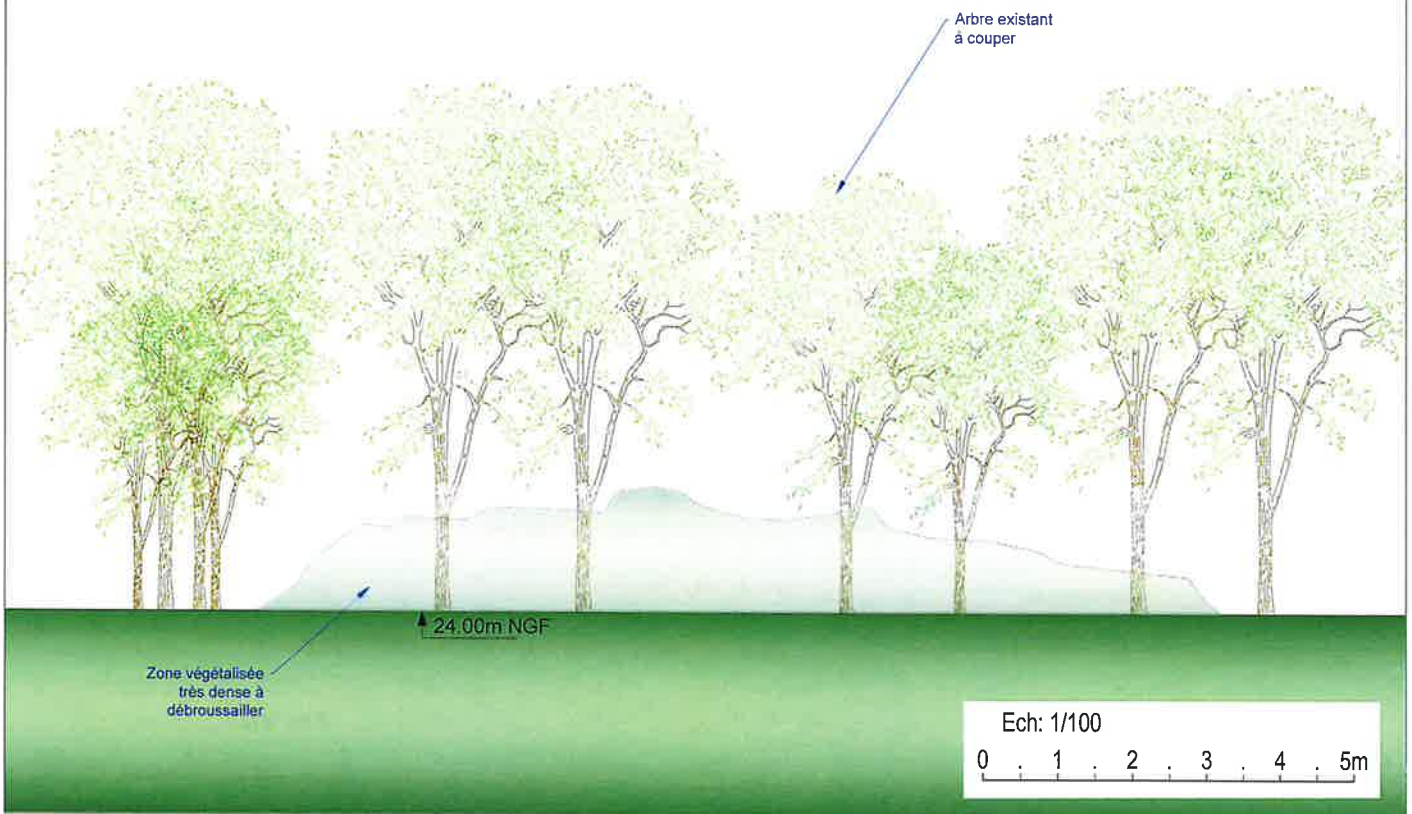 Arbre existant
à couper
24.00m NGF
Zone végétalisée
très dense à
débroussailler
Ech: 1/100
0 . 1 . 2 . 3 . 4 . 5m